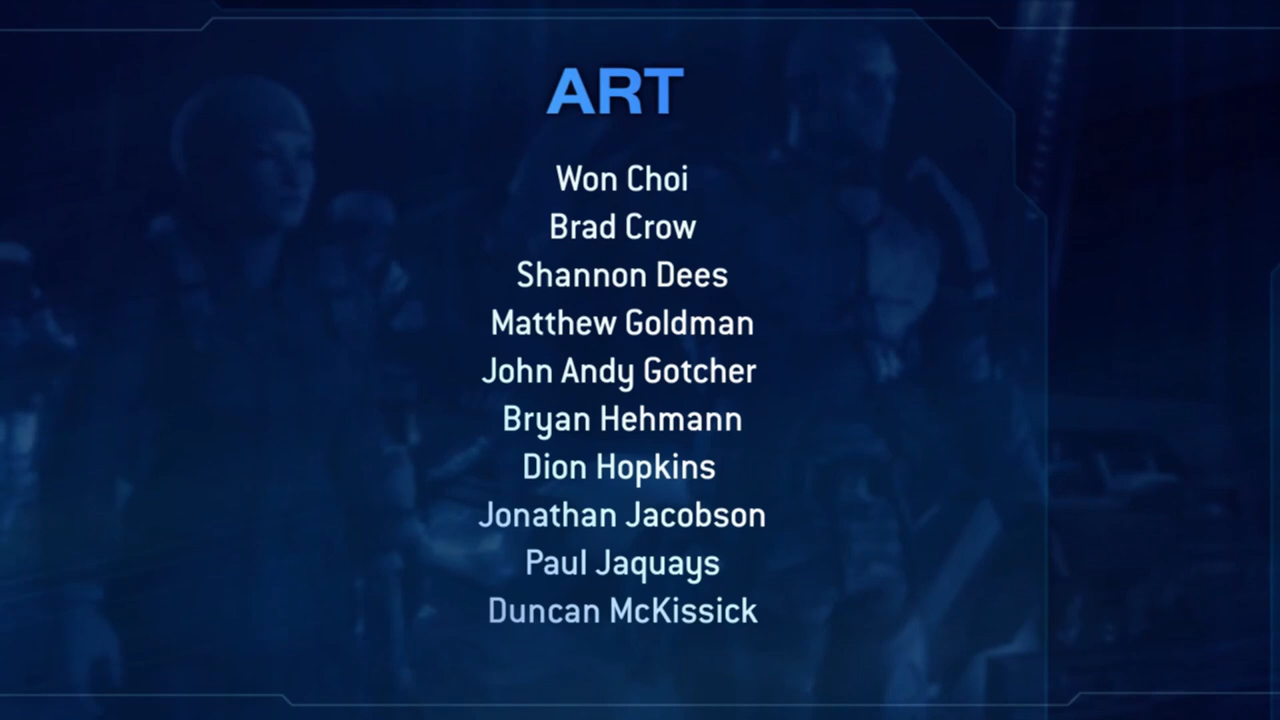 ART
Won Choi
Brad Crow
Shannon Dees
Matthew Goldman
John Andy Gotcher
Bryan Hehmann
Dion Hopkins
Jonathan Jacobson
Paul Jaquays
Duncan McKissick